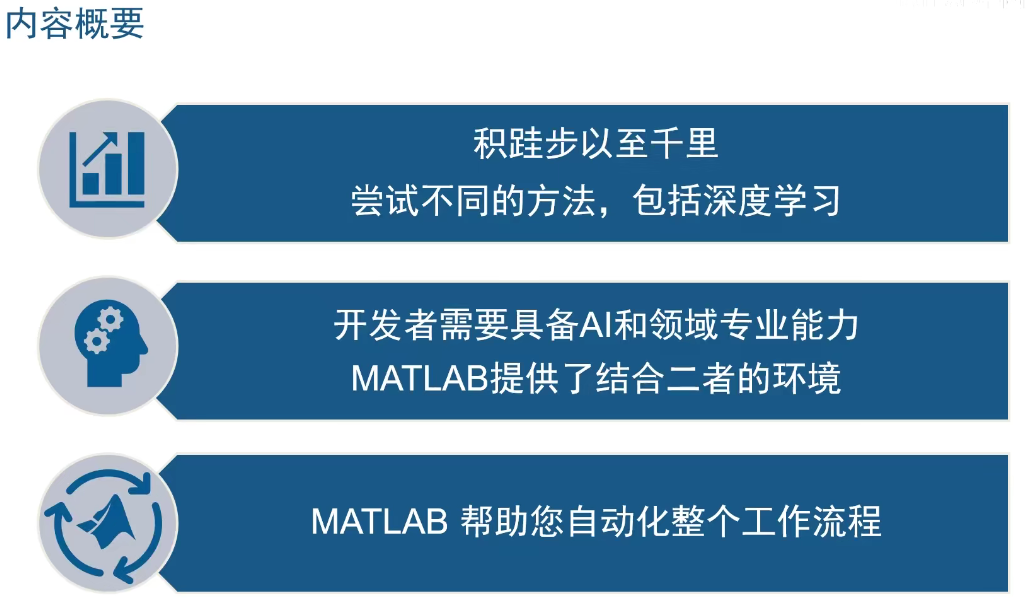 内容概要
积跬步以至千里
尝试不同的方法，包括深度学习
开发者需要具备AI和领域专业能力
MATLAB提供了结合二者的环境
MATLAB 帮助您自动化整个工作流程